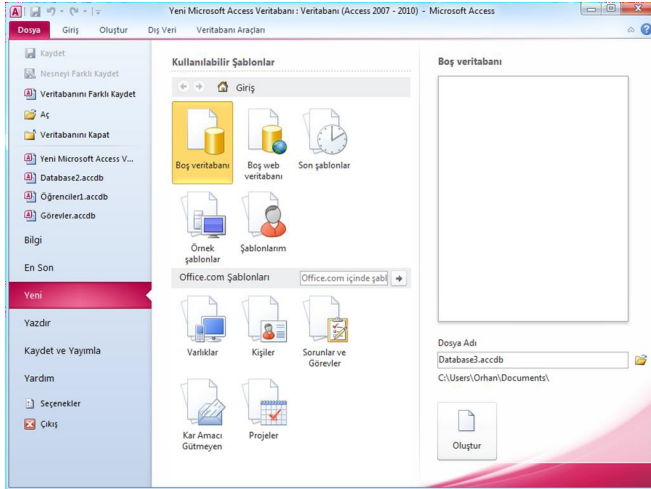 Yeni Microsoft Access Veritabanı : Veritabanı (Access 2007 - 2010) - Microsoft Access
Dosya Giriş Oluştur Dış Veri Veritabanı Araçları
Kaydet
Nesneyi Farklı Kaydet
Veritabanını Farklı Kaydet
Aç
Veritabanını Kapat
Yeni Microsoft Access V...
Database2.accdb
Öğrenciler1.accdb
Görevler.accdb
Bilgi
En Son
Yeni
Yazdır
Kaydet ve Yayımla
Yardım
Seçenekler
Çıkış
Kullanılabilir Şablonlar
Giriş
Boş veritabanı
Boş web
veritabanı
Son şablonlar
Örnek
şablonlar
Şablonlarım
Office.com Şablonları
Office.com içinde şabl
Varlıklar
Kişiler
Sorunlar ve
Görevler
Kar Amacı
Gütmeyen
Projeler
Boş veritabanı
Dosya Adı
Database3.accdb
C:\Users\Orhan\Documents\
Oluştur